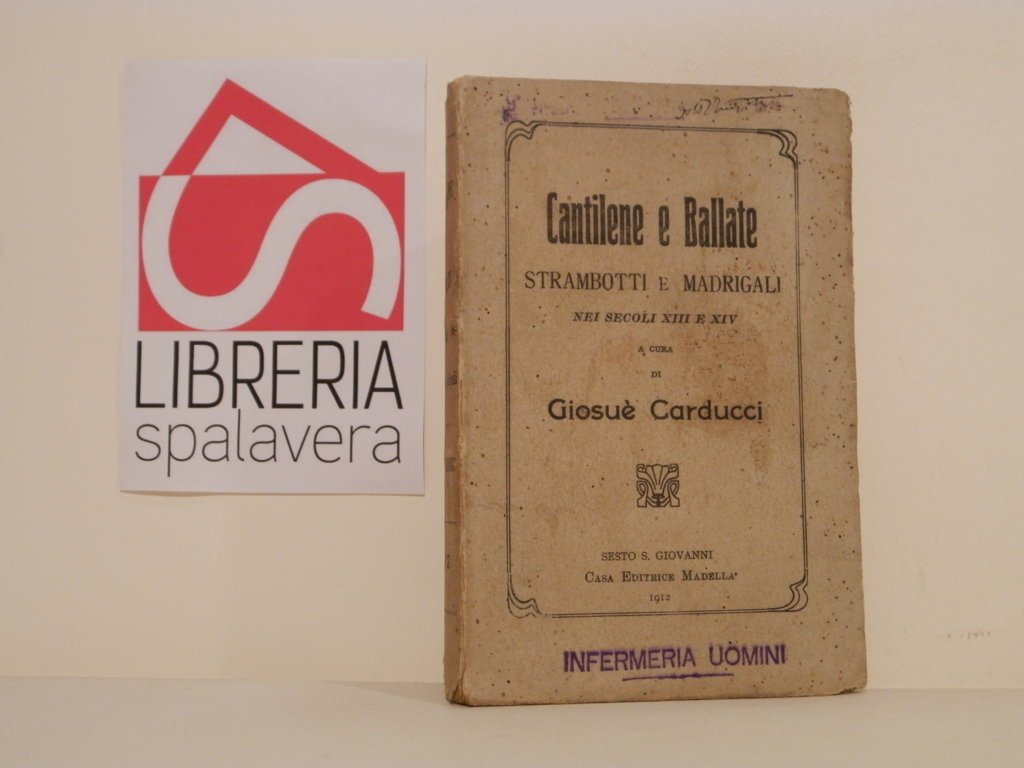 LIBRERIA
spalavera
Cantilene e Ballate
STRAMBOTTI E MADRIGALI
NEI SECOLI XIII E XIV
A CURA
DI
Giosuè Carducci
SESTO S. GIOVANNI
CASA EDITRICE MADELLA
1912
INFERMERIA UOMINI